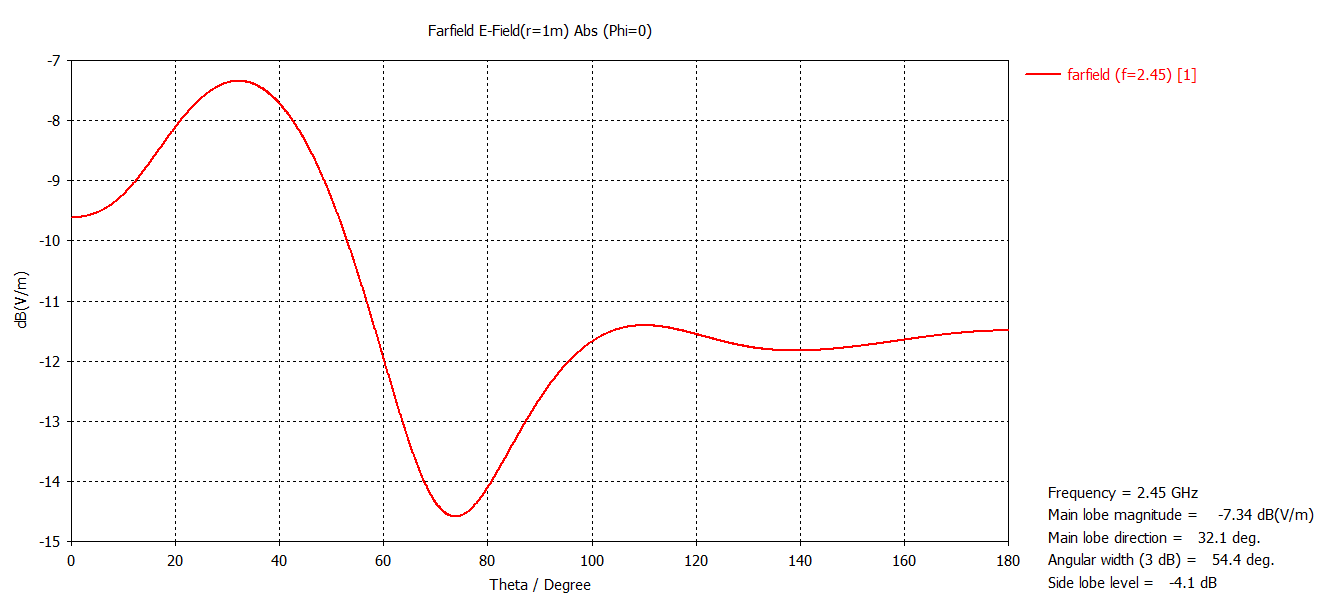 Farfield E-Field(r=1m) Abs (Phi=0)
-7
farfield (f=2.45) [1]
-8
-9
-10
-11
dB(V/m)
-12
-13
-14
-15
0 20 40 60 80 100 120 140 160 180
Theta / Degree
Frequency = 2.45 GHz
Main lobe magnitude = -7.34 dB(V/m)
Main lobe direction = 32.1 deg.
Angular width (3 dB) = 54.4 deg.
Side lobe level = -4.1 dB